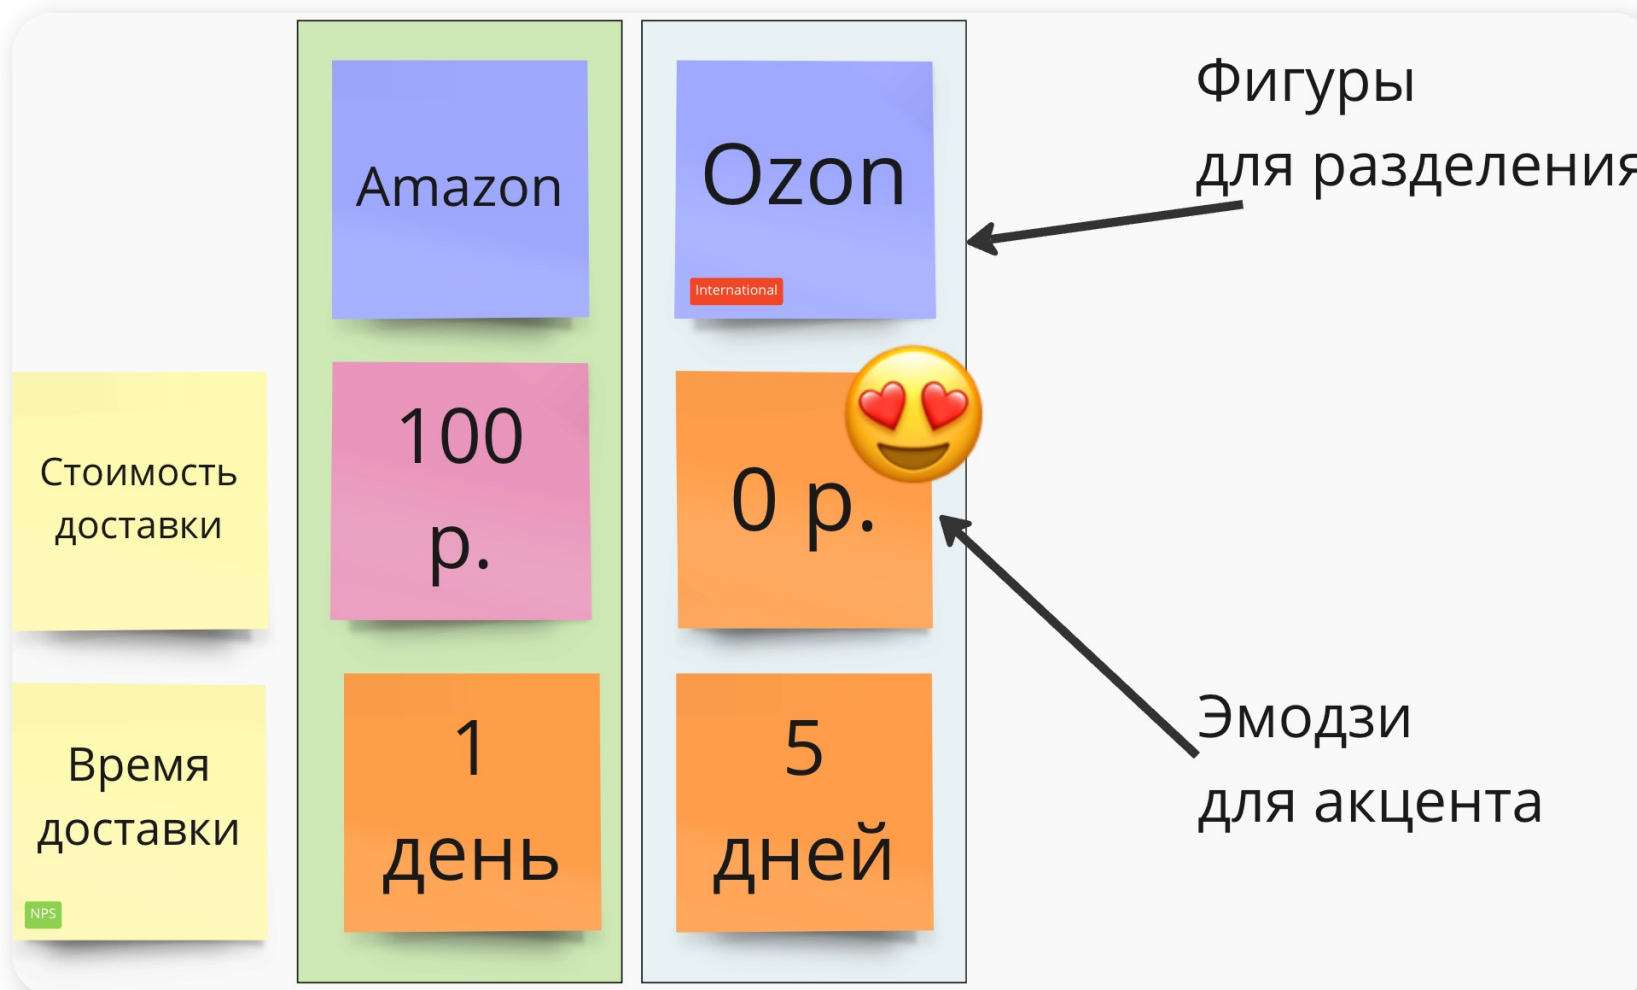 Amazon
Ozon
International
Фигуры
для разделения
Стоимость
доставки
100
р.
0 р.
Время
доставки
NPS
1
день
5
дней
Эмодзи
для акцента